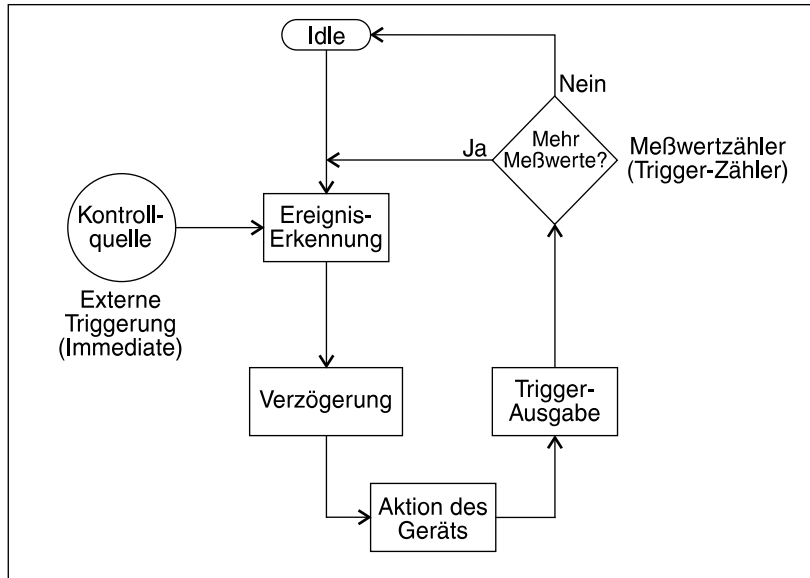 Idle
Nein
Ja
Mehr
Meßwerte?
Meßwertzähler
(Trigger-Zähler)
Kontroll-
quelle
Ereignis-
Erkennung
Externe
Triggerung
(Immediate)
Verzögerung
Trigger-
Ausgabe
Aktion des
Geräts